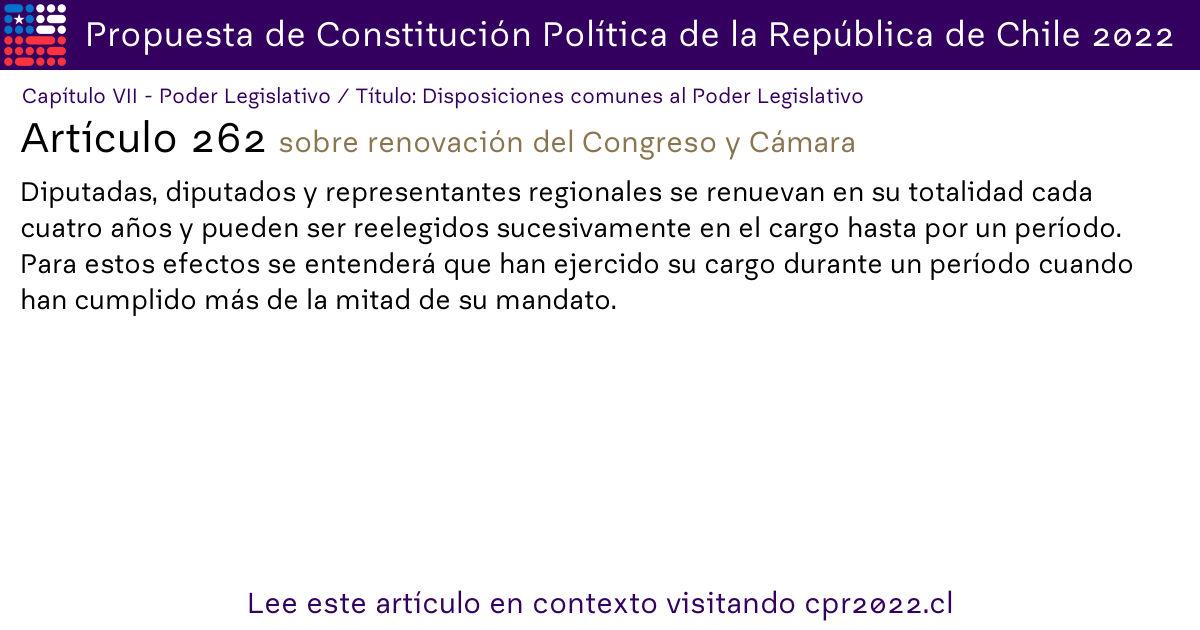 Propuesta de Constitución Política de la República de Chile 2022
Capítulo VII - Poder Legislativo / Título: Disposiciones comunes al Poder Legislativo
Artículo 262 sobre renovación del Congreso y Cámara
Diputadas, diputados y representantes regionales se renuevan en su totalidad cada
cuatro años y pueden ser reelegidos sucesivamente en el cargo hasta por un período.
Para estos efectos se entenderá que han ejercido su cargo durante un período cuando
han cumplido más de la mitad de su mandato.
Lee este artículo en contexto visitando cpr2022.cl